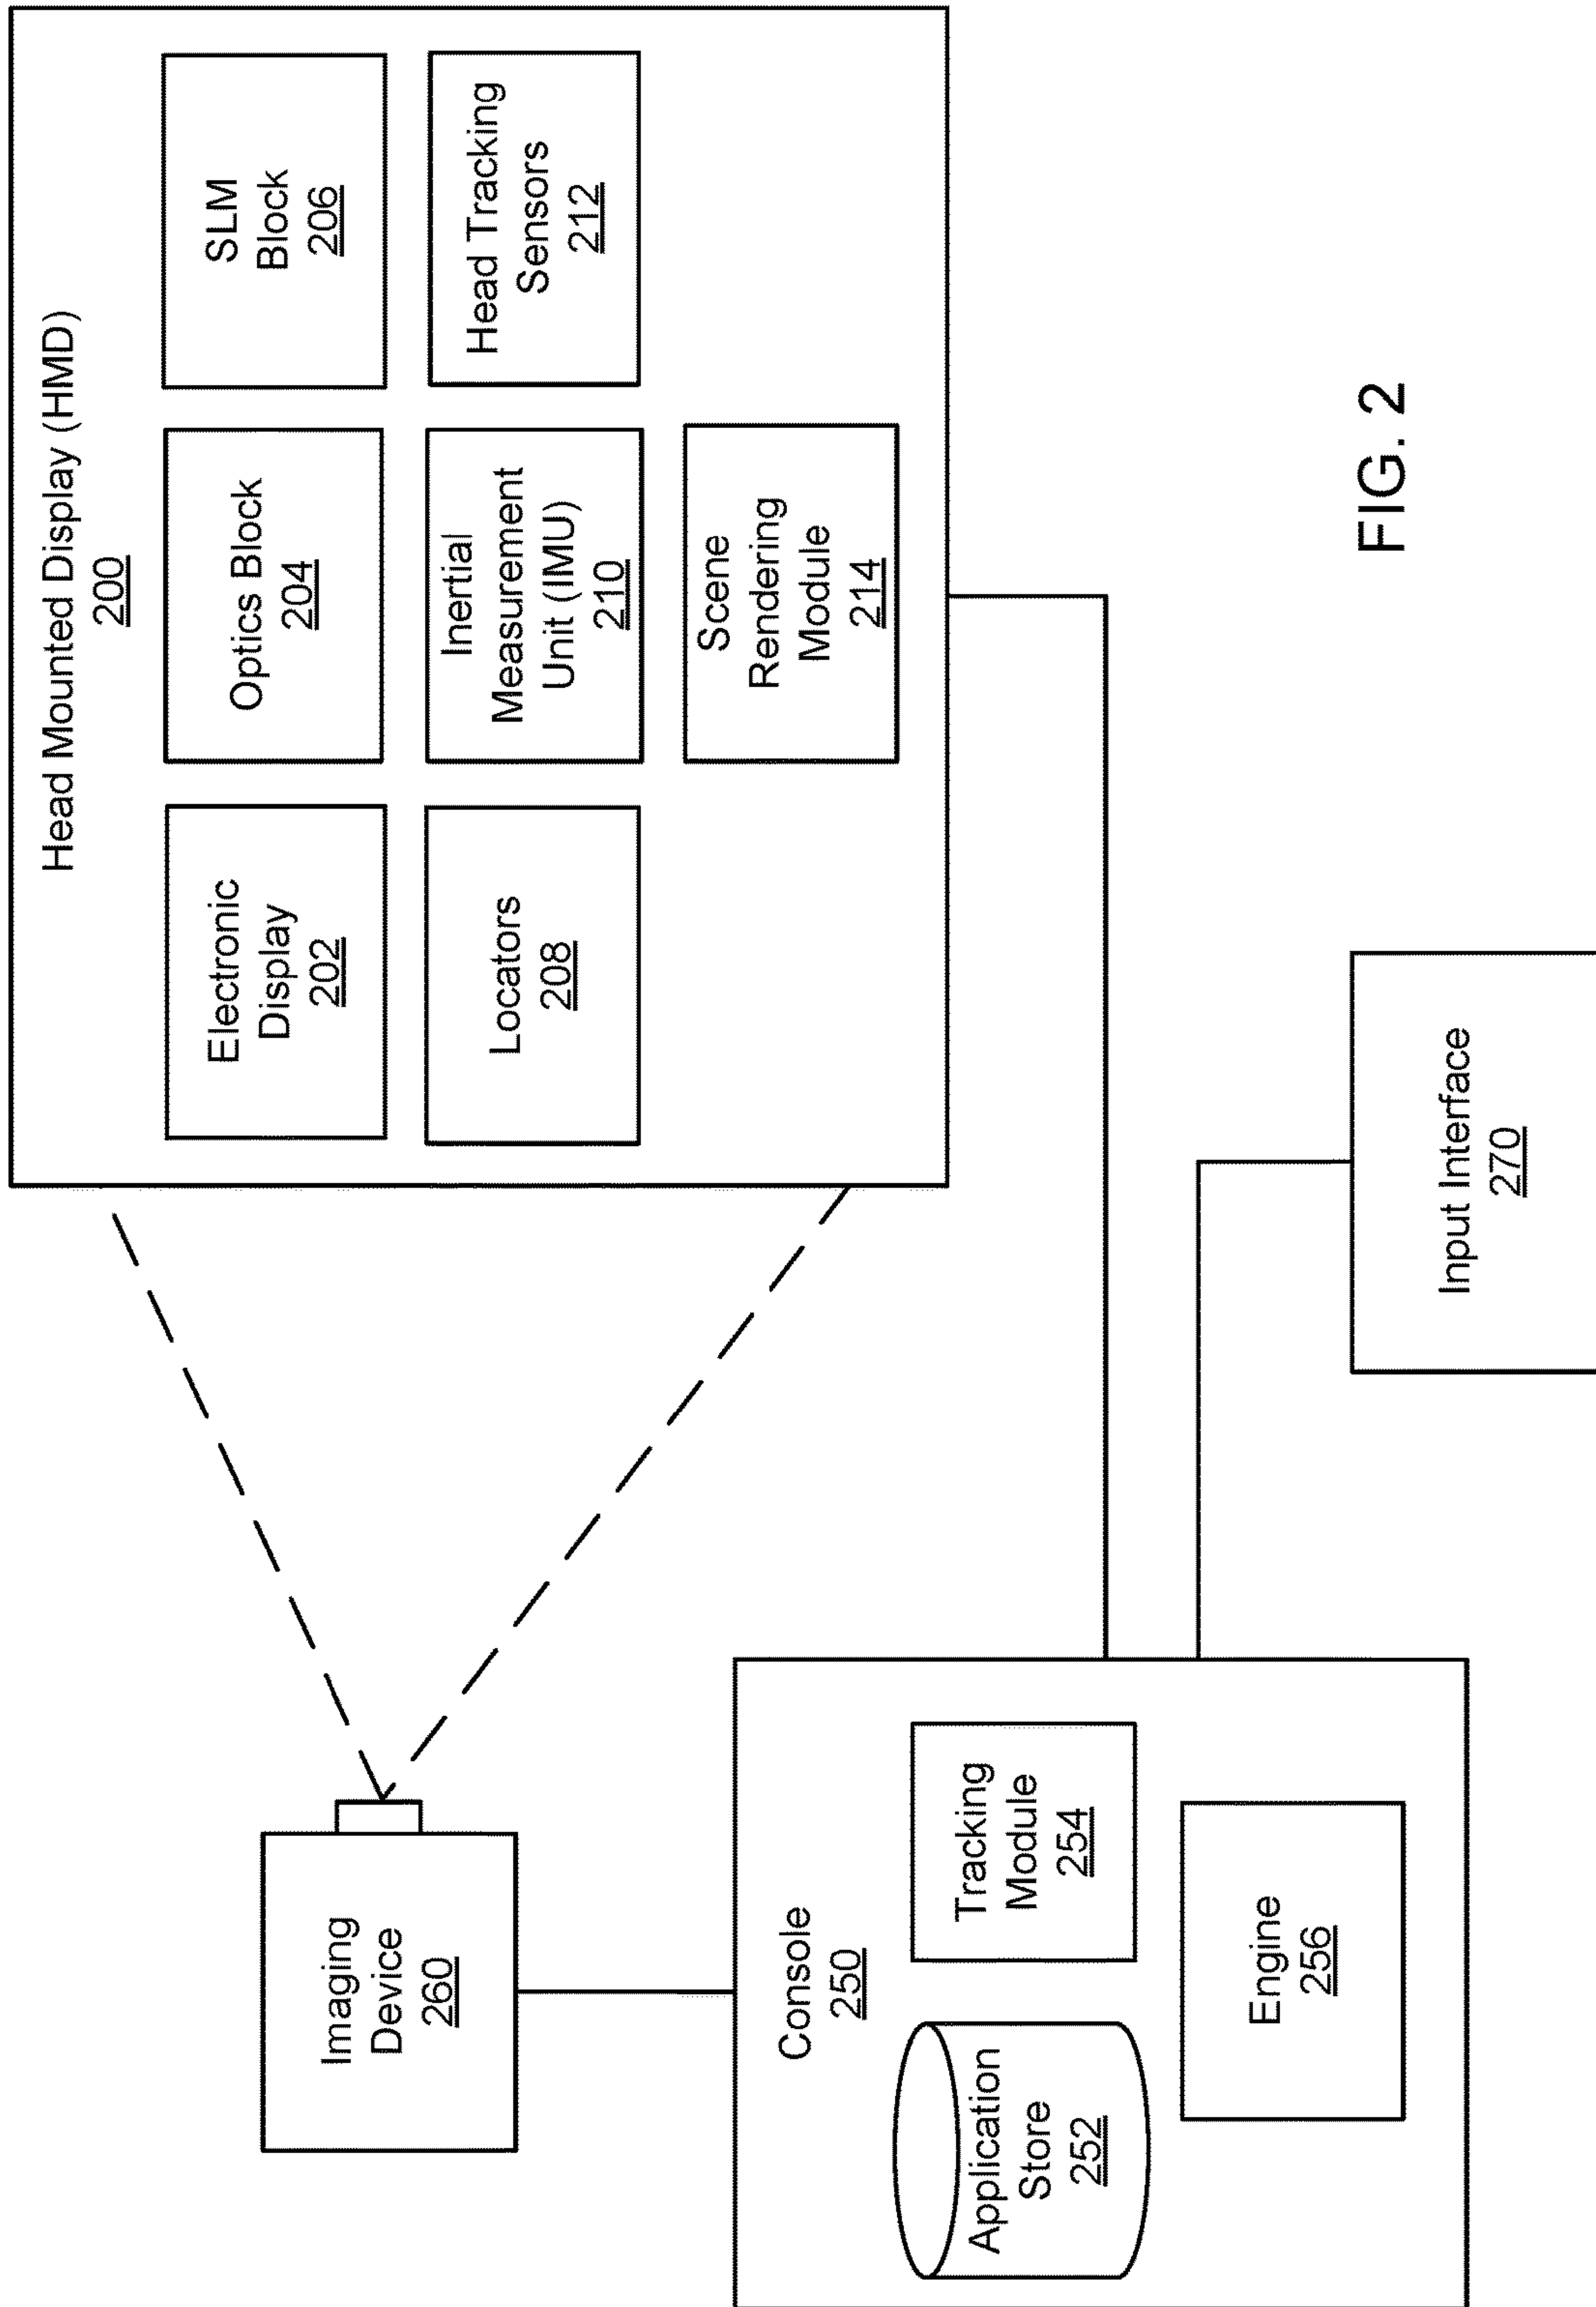 Head Mounted Display (HMD)
200
Electronic
Display
202
Optics Block
204
SLM
Block
206
Locators
208
Inertial
Measurement
Unit (IMU)
210
Head Tracking
Sensors
212
Scene
Rendering
Module
214
Imaging
Device
260
Console
250
Application
Store
252
Tracking
Module
254
Engine
256
Input Interface
270
FIG. 2